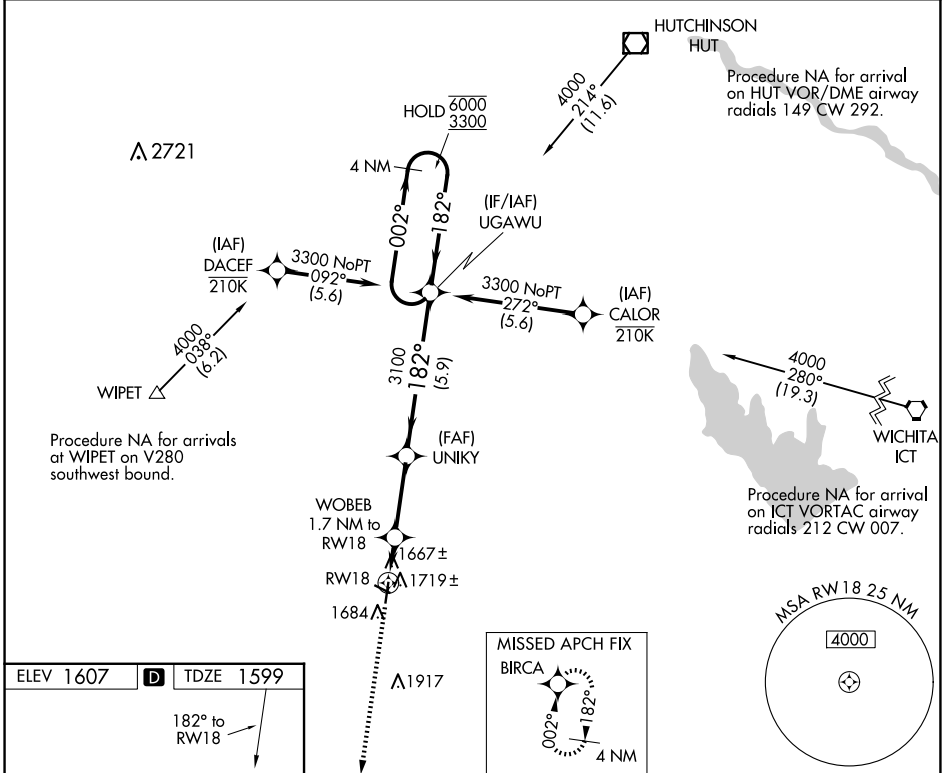 HUTCHINSON
HUT
Procedure NA for arrival
on HUT VOR/DME airway
radials 149 CW 292.
4000
214°
(11.6)
HOLD 6000
3300
4 NM
2721
002°
182°
(IF/IAF)
UGAWU
(IAF)
DACEF
210K
3300 NoPT
092°
(5.6)
3300 NoPT
272°
(5.6)
(IAF)
CALOR
210K
4000
038°
(6.2)
WIPET
3100
182°
(5.9)
4000
280°
(19.3)
WICHITA
ICT
Procedure NA for arrivals
at WIPET on V280
southwest bound.
(FAF)
UNIKY
Procedure NA for arrival
on ICT VORTAC airway
radials 212 CW 007.
WOBEB
1.7 NM to
RW18
1667±
RW18
1719±
1684
MSA RW18 25 NM
4000
MISSED APCH FIX
BIRCA
002°
182°
4 NM
1917
ELEV 1607 D TDZE 1599
182° to
RW18